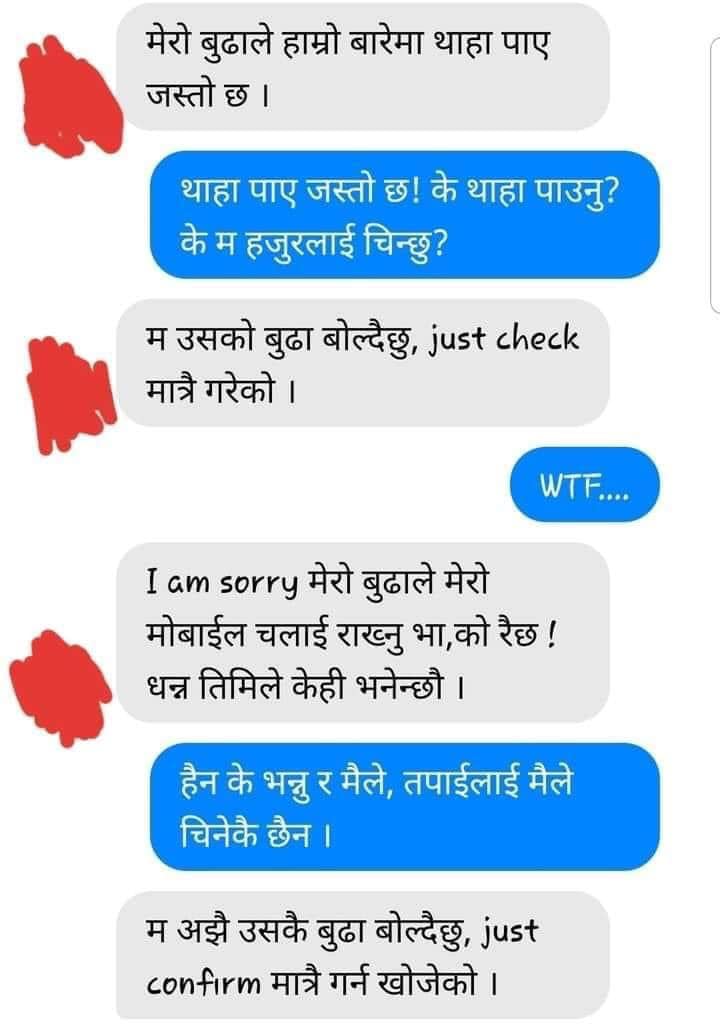 मेरो बुढाले हाम्रो बारेमा थाहा पाए
जस्तो छ ।
थाहा पाए जस्तो छ! के थाहा पाउनु?
के म हजुरलाई चिन्छु?
म उसको बुढा बोल्दैछु, just check
मात्रै गरेको ।
WTF....
I am sorry मेरो बुढाले मेरो
मोबाईल चलाई राख्नु भा,को रैछ !
धन्न तिमिले केही भनेन्छौ ।
हैन के भन्नु र मैले, तपाईलाई मैले
चिनेकै छैन ।
म अझै उसकै बुढा बोल्दैछु, just
confirm मात्रै गर्न खोजेको ।